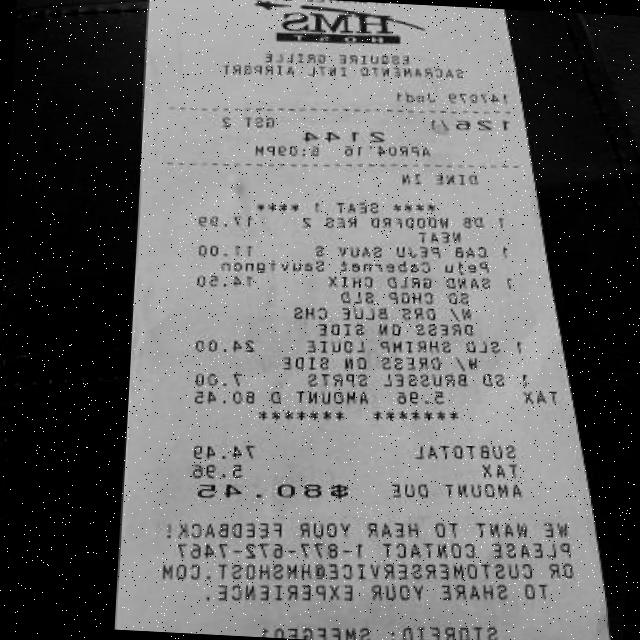 HMS
HOST
ESQUIRE GRILLE
SACRAMENTO INTL AIRPORT
147079 Jodi
126/1 GST 2
2144
APR04'16 6:09PM
DINE IN
**** SEAT 1 ****
1 DB WOODFRD RES 2 17.99
NEAT
1 CAB PEJU SAUV S 11.00
Peju Cabernet Sauvignon
1 SAND GRLD CHIX 14.50
SD CHOP SLD
W/ DRS BLUE CHS
DRESS ON SIDE
1 SLD SHRIMP LOUIE 24.00
W/ DRESS ON SIDE
1 SD BRUSSEL SPRTS 7.00
TAX 5.96 AMOUNT D 80.45
******* *******
SUBTOTAL 74.49
TAX 5.96
AMOUNT DUE $80.45
WE WANT TO HEAR YOUR FEEDBACK!
PLEASE CONTACT 1-877-672-7467
OR CUSTOMERSERVICE@HMSHOST.COM
TO SHARE YOUR EXPERIENCE.
STOREID: